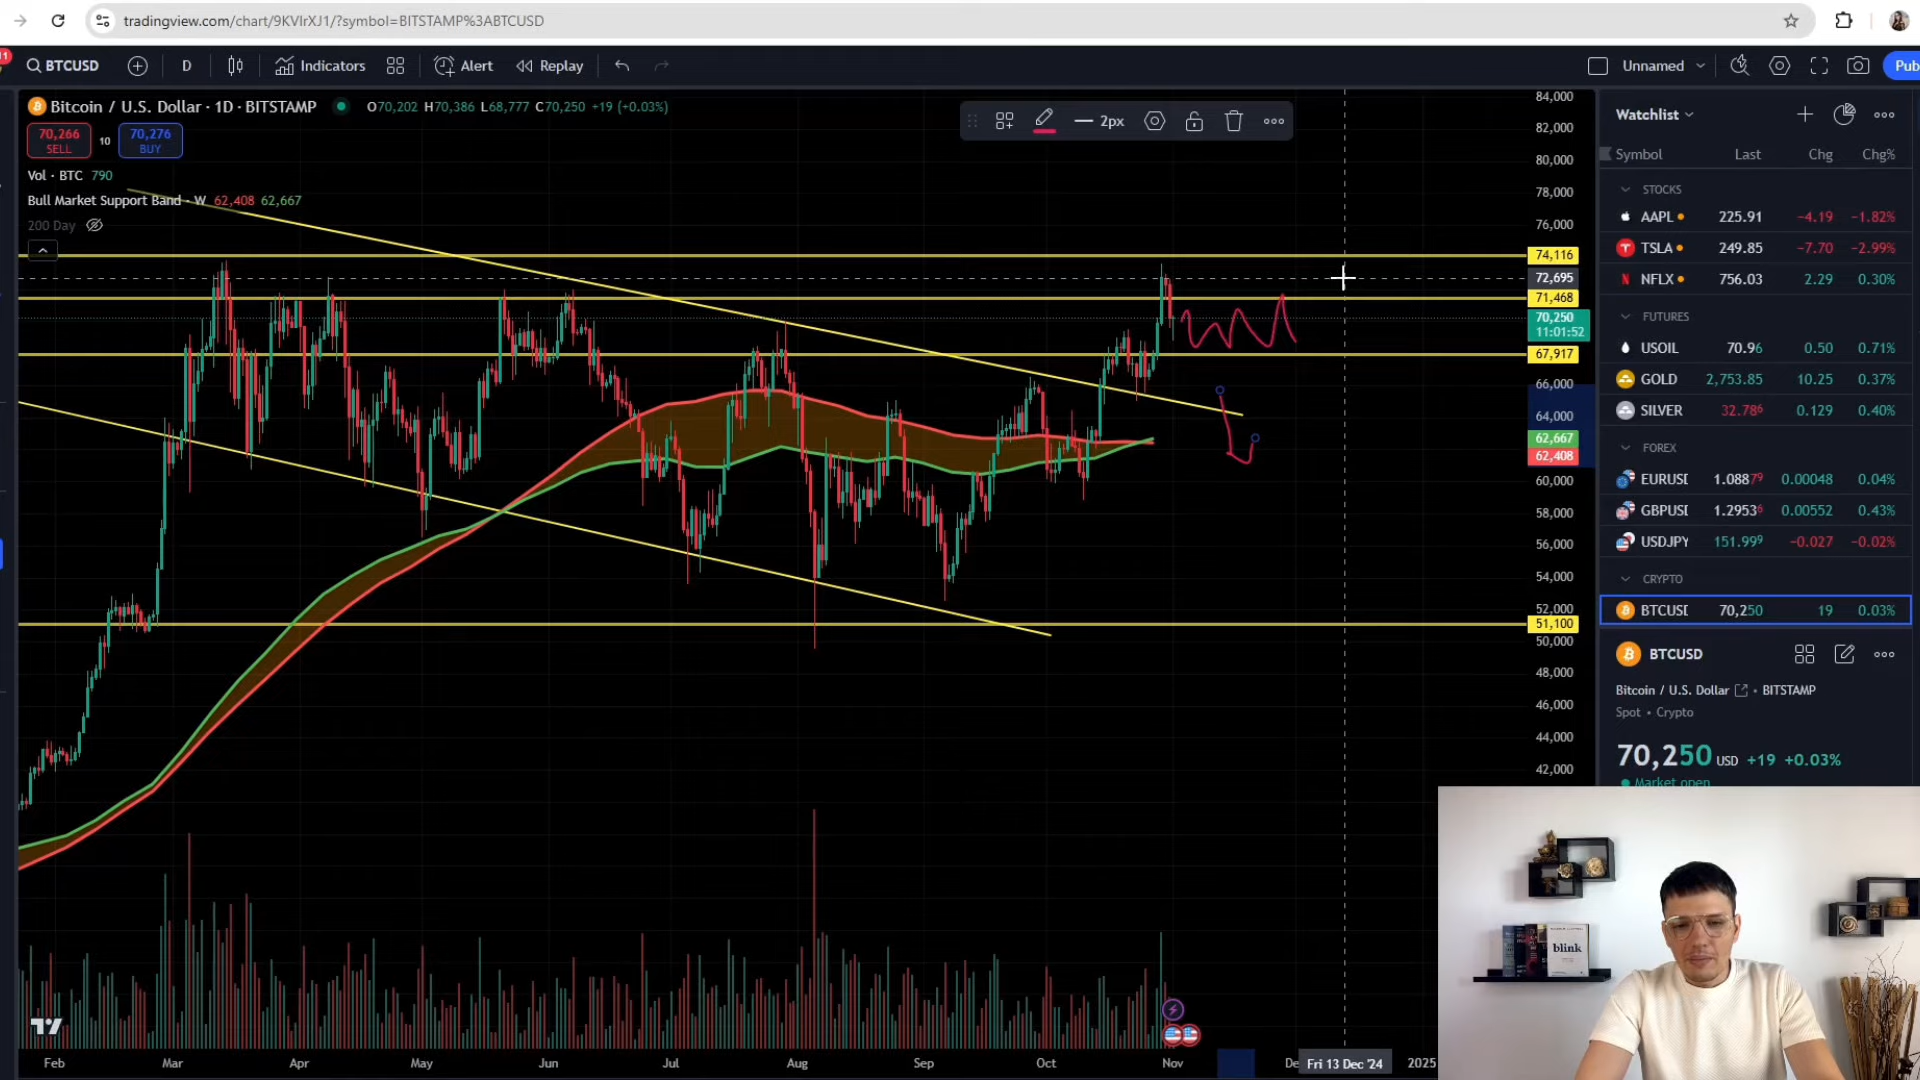 tradingview.com/chart/9KVIrXJ1/?symbol=BITSTAMP%3ABTCUSD
11
BTCUSD D Indicators Alert Replay Unnamed Pub
Bitcoin / U.S. Dollar · 1D · BITSTAMP O70,202 H70,386 L68,777 C70,250 +19 (+0.03%)
70,266 SELL 10 70,276 BUY
2px
Vol · BTC 790
Bull Market Support Band · W 62,408 62,667
200 Day
84,000
82,000
80,000
78,000
76,000
74,116
72,695
71,468
70,250
11:01:52
67,917
66,000
64,000
62,667
62,408
60,000
58,000
56,000
54,000
52,000
51,100
50,000
48,000
46,000
44,000
42,000
Feb Mar Apr May Jun Jul Aug Sep Oct Nov De Fri 13 Dec '24 2025
Watchlist
Symbol Last Chg Chg%
STOCKS
AAPL 225.91 −4.19 −1.82%
TSLA 249.85 −7.70 −2.99%
NFLX 756.03 2.29 0.30%
FUTURES
USOIL 70.96 0.50 0.71%
GOLD 2,753.85 10.25 0.37%
SILVER 32.786 0.129 0.40%
FOREX
EURUSD 1.08879 0.00048 0.04%
GBPUSD 1.29536 0.00552 0.43%
USDJPY 151.999 −0.027 −0.02%
CRYPTO
BTCUSD 70,250 19 0.03%
BTCUSD
Bitcoin / U.S. Dollar • BITSTAMP
Spot • Crypto
70,250 USD +19 +0.03%
Market open
blink